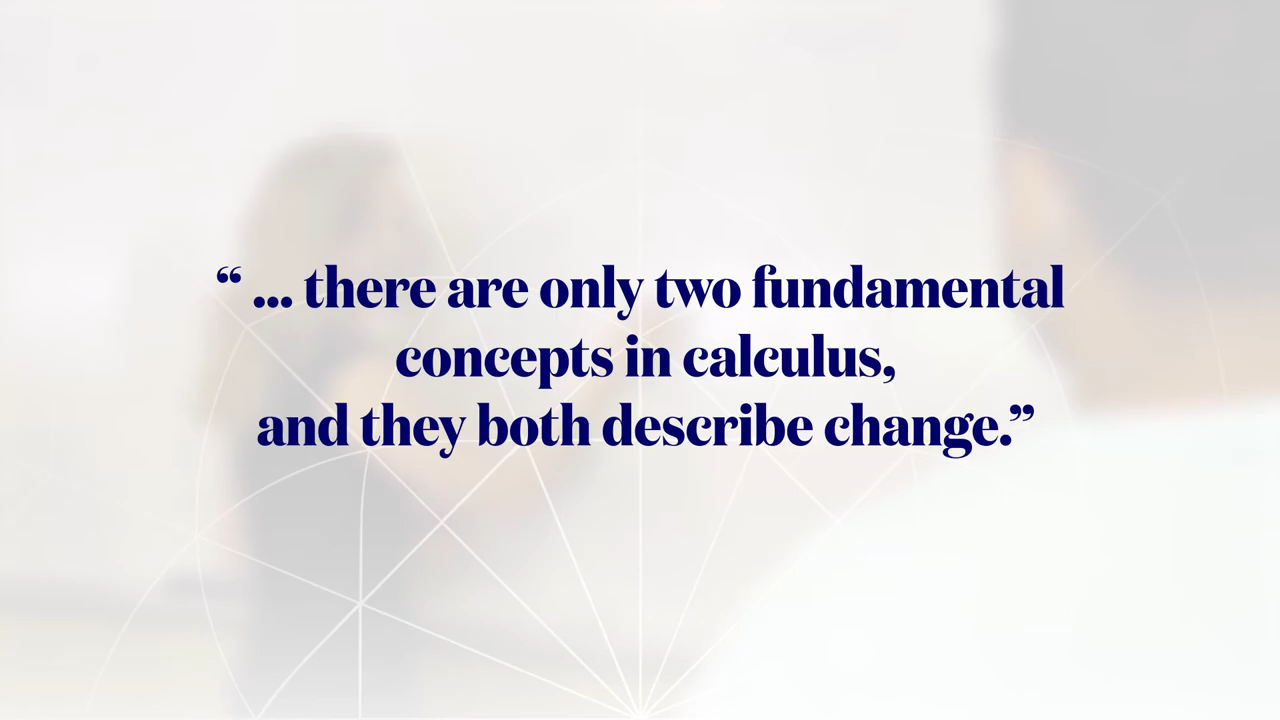 “ ... there are only two fundamental
concepts in calculus,
and they both describe change.”